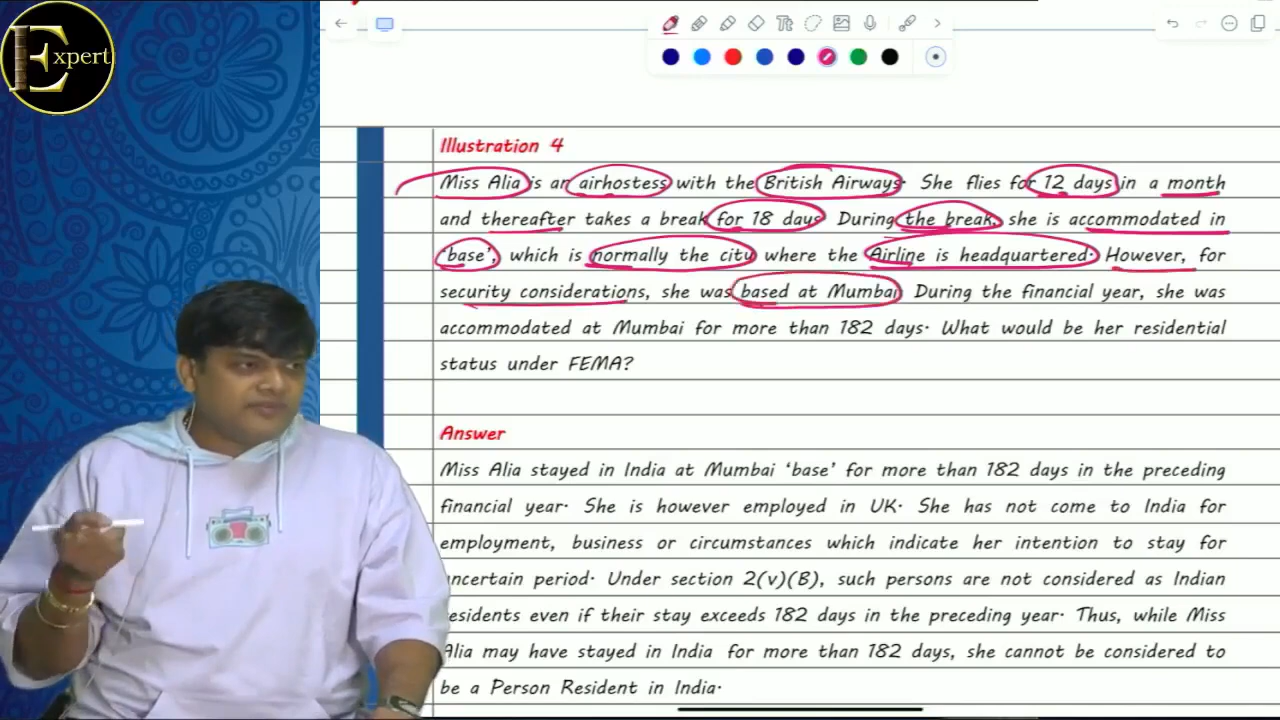 Expert
Illustration 4
Miss Alia is an airhostess with the British Airways. She flies for 12 days in a month
and thereafter takes a break for 18 days. During the break, she is accommodated in
'base', which is normally the city where the Airline is headquartered. However, for
security considerations, she was based at Mumbai. During the financial year, she was
accommodated at Mumbai for more than 182 days. What would be her residential
status under FEMA?
Answer
Miss Alia stayed in India at Mumbai 'base' for more than 182 days in the preceding
financial year. She is however employed in UK. She has not come to India for
employment, business or circumstances which indicate her intention to stay for
uncertain period. Under section 2(v)(B), such persons are not considered as Indian
residents even if their stay exceeds 182 days in the preceding year. Thus, while Miss
Alia may have stayed in India for more than 182 days, she cannot be considered to
be a Person Resident in India.